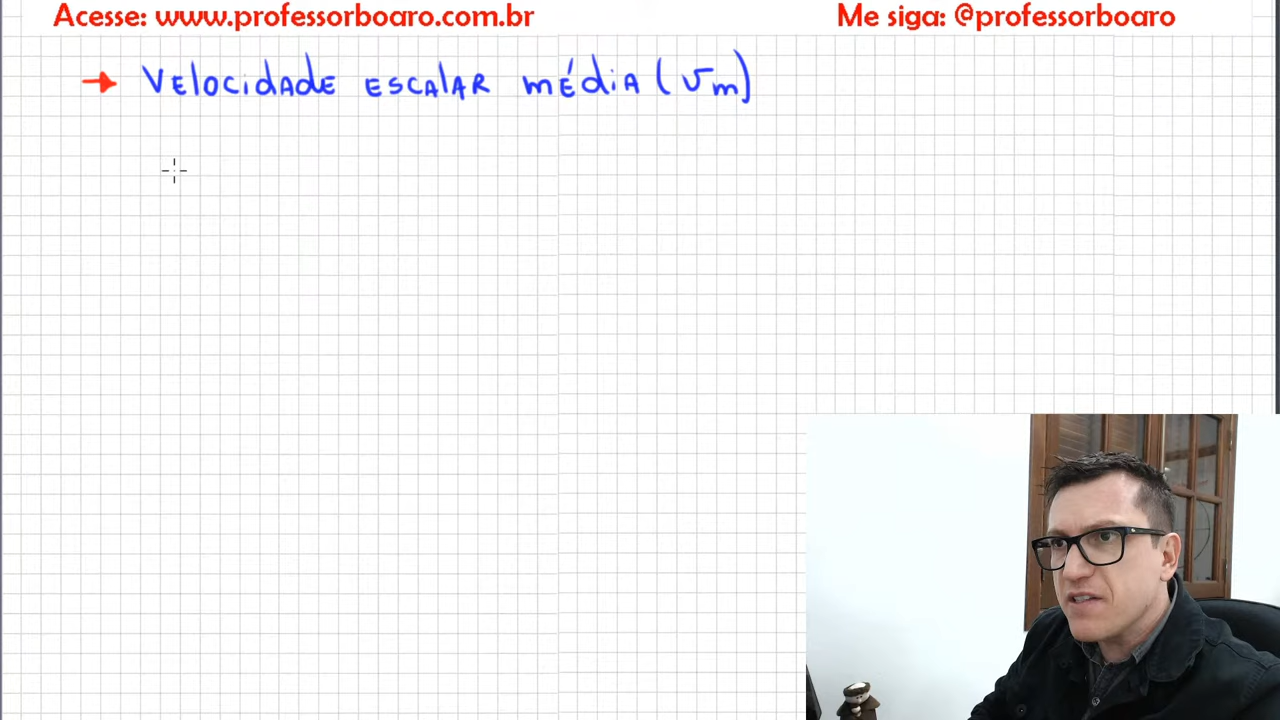 Acesse: www.professorboaro.com.br
Me siga: @professorboaro
→ Velocidade escalar média (vm)